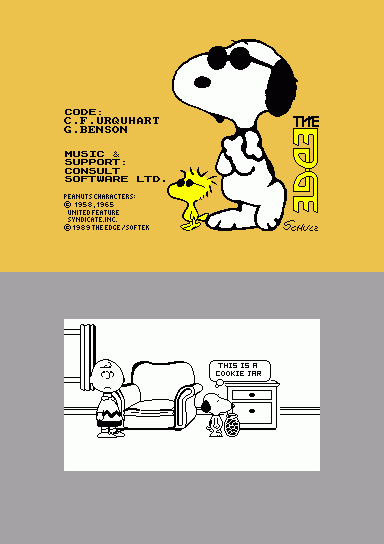 CODE:
C.F.URQUHART
G.BENSON
MUSIC &
SUPPORT:
CONSULT
SOFTWARE LTD.
PEANUTS CHARACTERS:
© 1958,1965
UNITED FEATURE
SYNDICATE.INC.
© 1989 THE EDGE/SOFTEK
THE
EDGE
SCHULZ
THIS IS A
COOKIE JAR